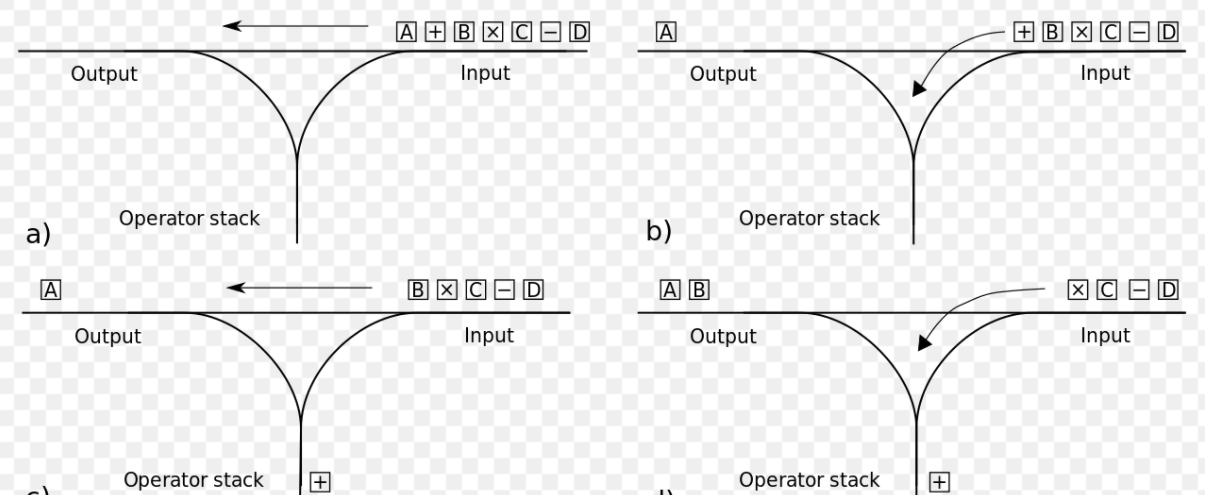 A + B × C − D
Output
Input
Operator stack
a)
A
+ B × C − D
Output
Input
Operator stack
b)
A
B × C − D
Output
Input
Operator stack
+
c)
A B
× C − D
Output
Input
Operator stack
+
d)